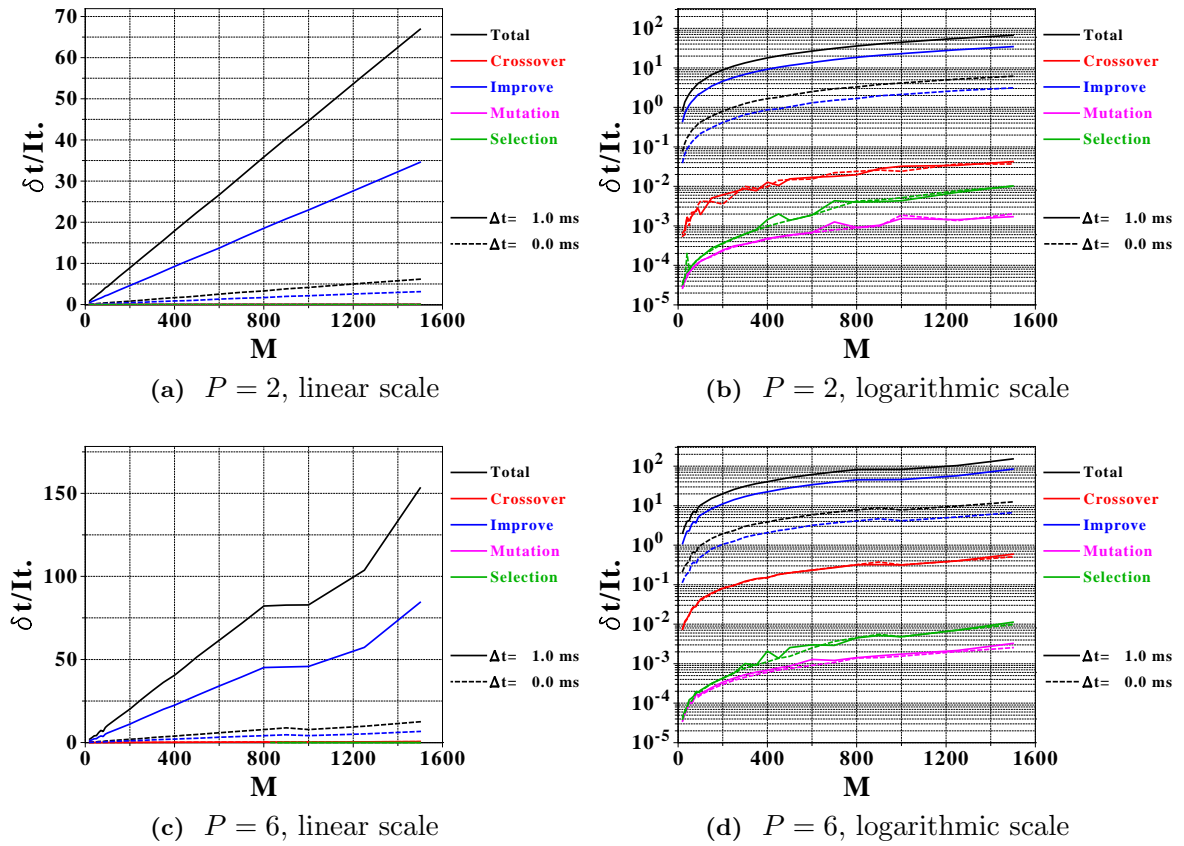 δt/It.
70
60
50
40
30
20
10
0
0 400 800 1200 1600
M
Total
Crossover
Improve
Mutation
Selection
Δt= 1.0 ms
Δt= 0.0 ms
(a) P = 2, linear scale
δt/It.
10^2
10^1
10^0
10^-1
10^-2
10^-3
10^-4
10^-5
0 400 800 1200 1600
M
Total
Crossover
Improve
Mutation
Selection
Δt= 1.0 ms
Δt= 0.0 ms
(b) P = 2, logarithmic scale
δt/It.
150
100
50
0
0 400 800 1200 1600
M
Total
Crossover
Improve
Mutation
Selection
Δt= 1.0 ms
Δt= 0.0 ms
(c) P = 6, linear scale
δt/It.
10^2
10^1
10^0
10^-1
10^-2
10^-3
10^-4
10^-5
0 400 800 1200 1600
M
Total
Crossover
Improve
Mutation
Selection
Δt= 1.0 ms
Δt= 0.0 ms
(d) P = 6, logarithmic scale